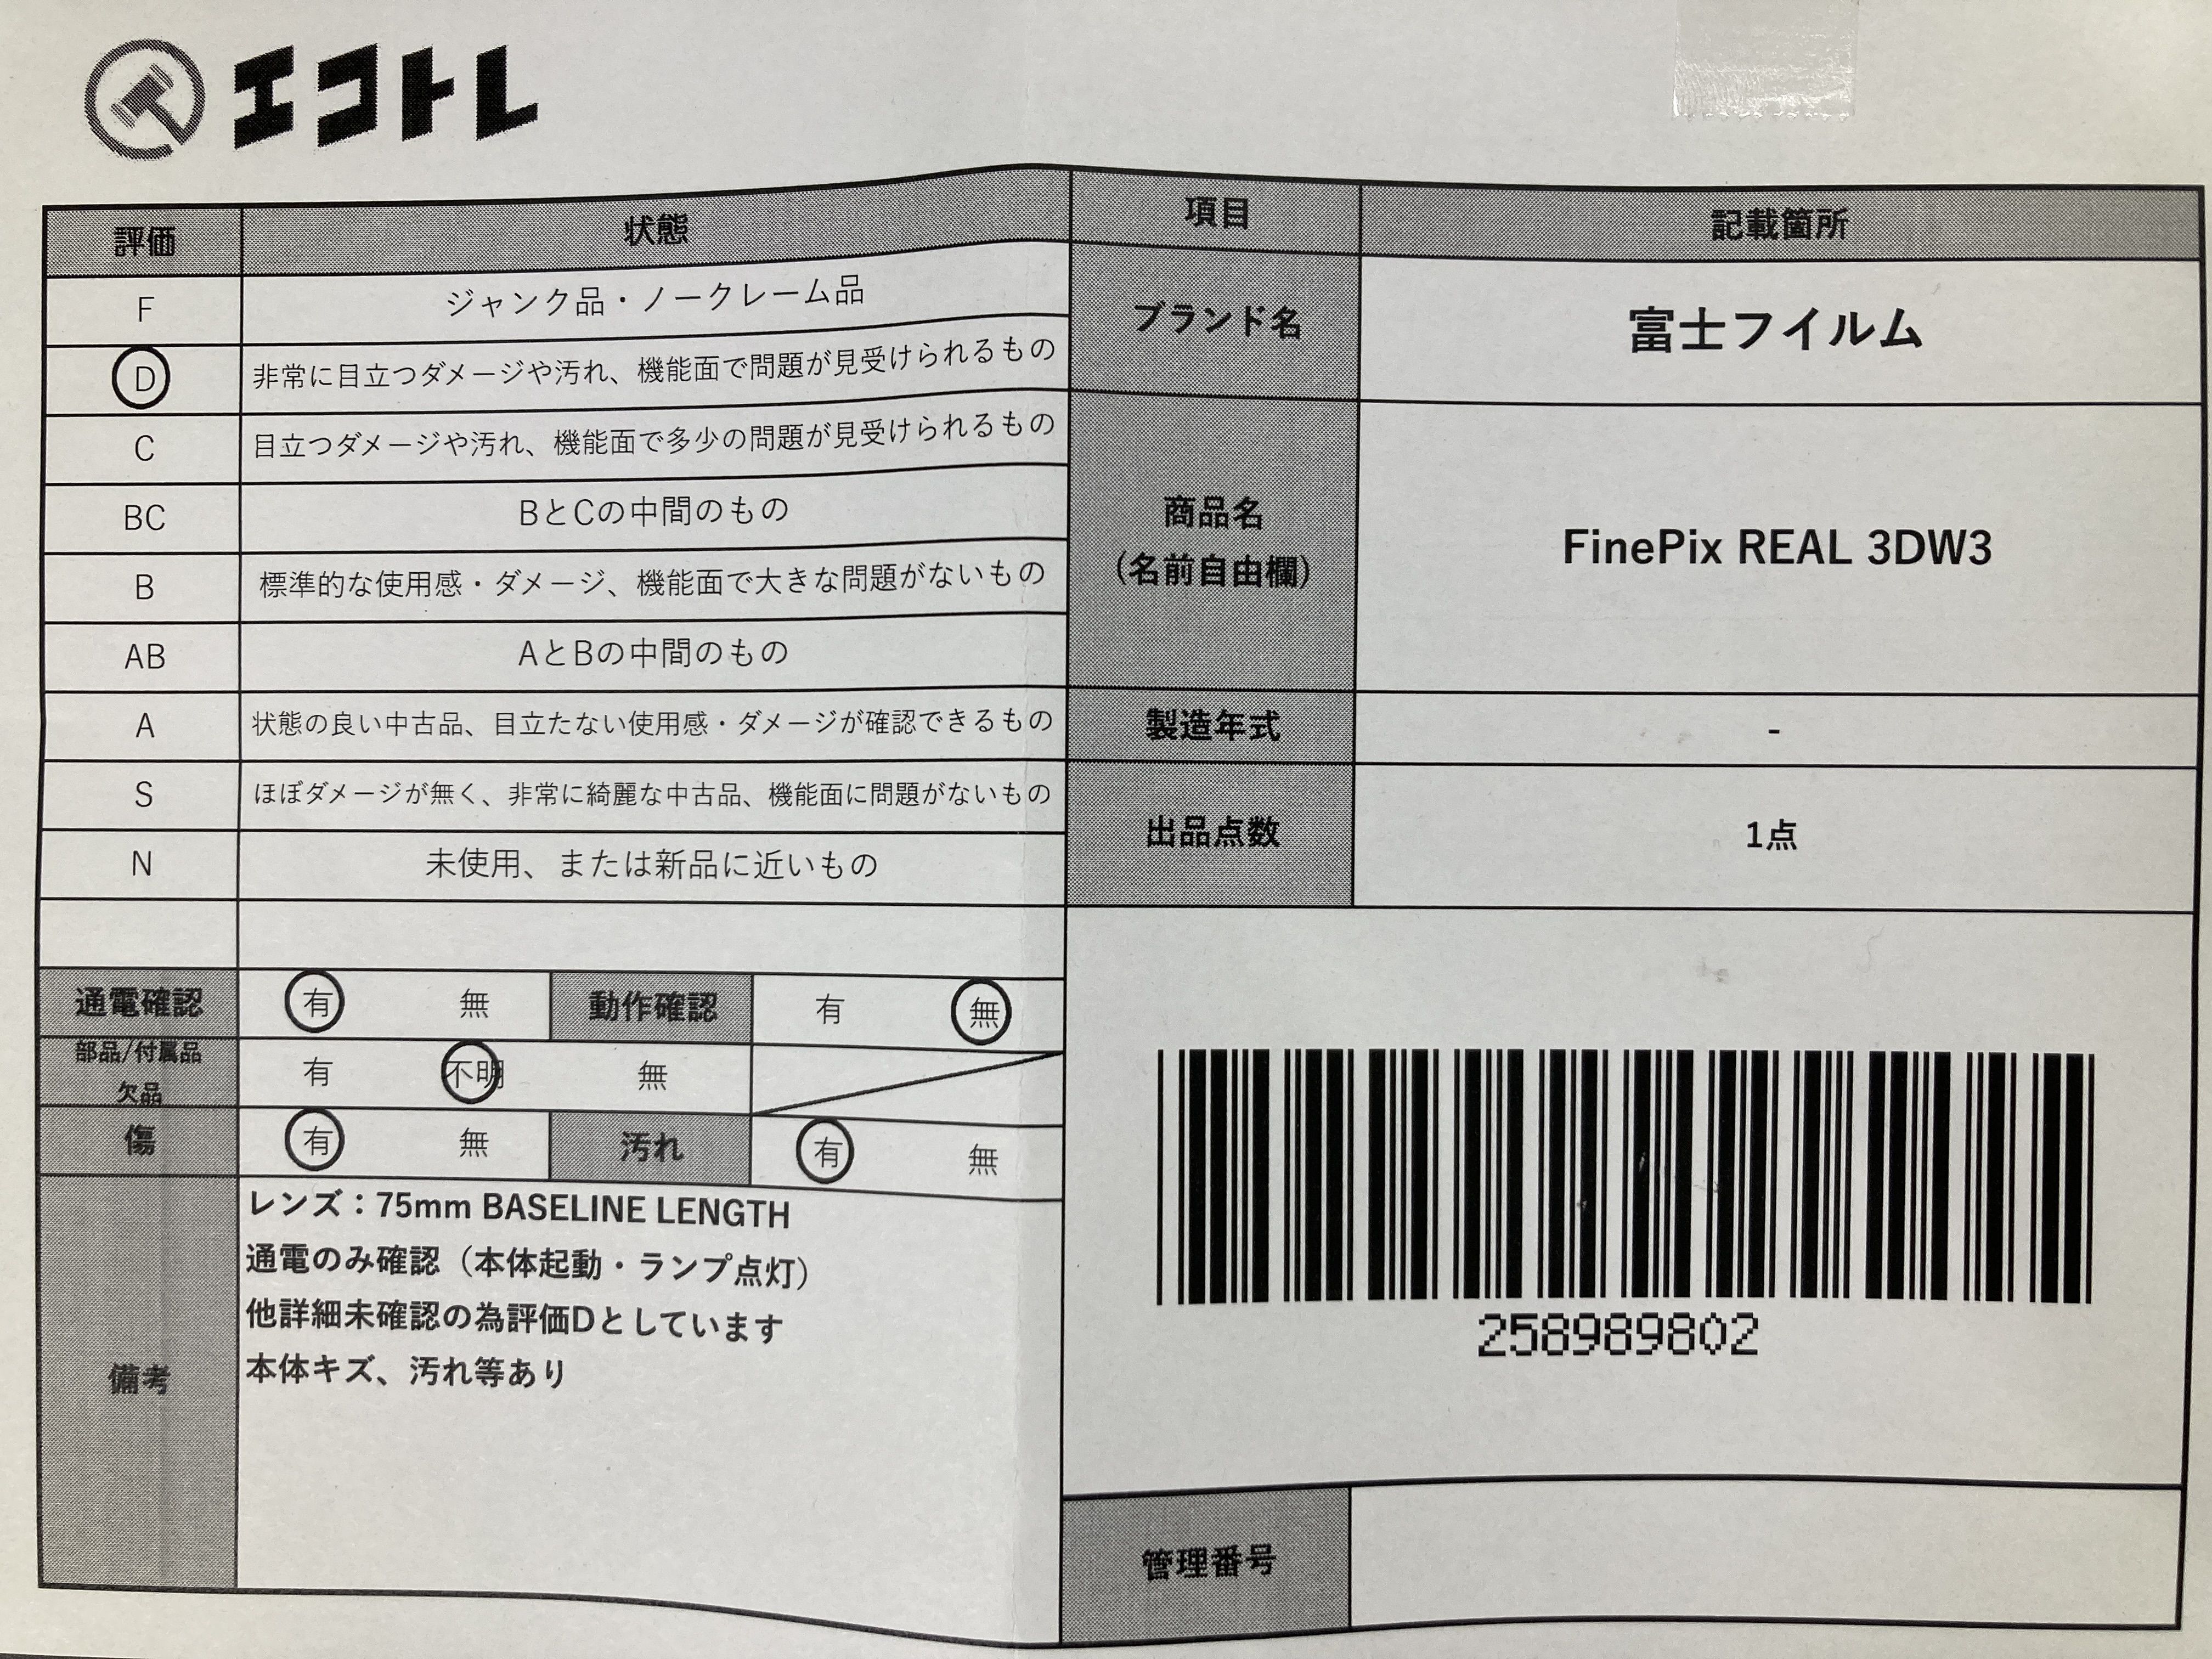 エコトレ
評価 状態
F ジャンク品・ノークレーム品
D 非常に目立つダメージや汚れ、機能面で問題が見受けられるもの
C 目立つダメージや汚れ、機能面で多少の問題が見受けられるもの
BC BとCの中間のもの
B 標準的な使用感・ダメージ、機能面で大きな問題がないもの
AB AとBの中間のもの
A 状態の良い中古品、目立たない使用感・ダメージが確認できるもの
S ほぼダメージが無く、非常に綺麗な中古品、機能面に問題がないもの
N 未使用、または新品に近いもの
通電確認 有 無 動作確認 有 無
部品/付属品
欠品
有 不明 無
傷 有 無 汚れ 有 無
備考
レンズ：75mm BASELINE LENGTH
通電のみ確認（本体起動・ランプ点灯）
他詳細未確認の為評価Dとしています
本体キズ、汚れ等あり
項目 記載箇所
ブランド名 富士フイルム
商品名
（名前自由欄）
FinePix REAL 3DW3
製造年式 -
出品点数 1点
258989802
管理番号